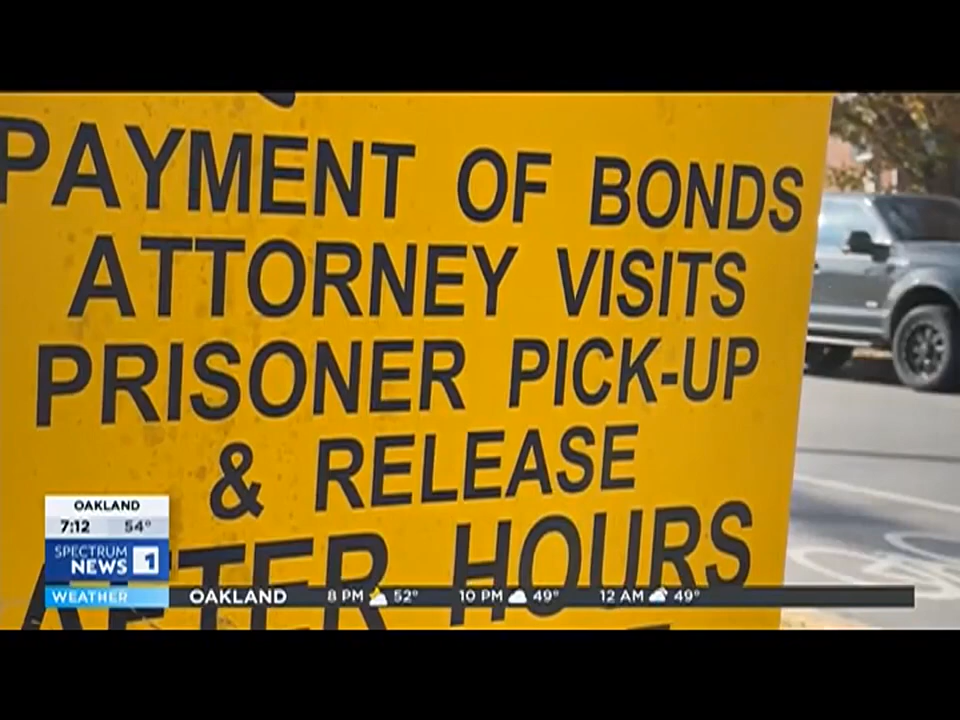 PAYMENT OF BONDS
ATTORNEY VISITS
PRISONER PICK-UP
& RELEASE
AFTER HOURS
OAKLAND
7:12 54°
SPECTRUM
NEWS 1
WEATHER OAKLAND 8 PM 52° 10 PM 49° 12 AM 49°